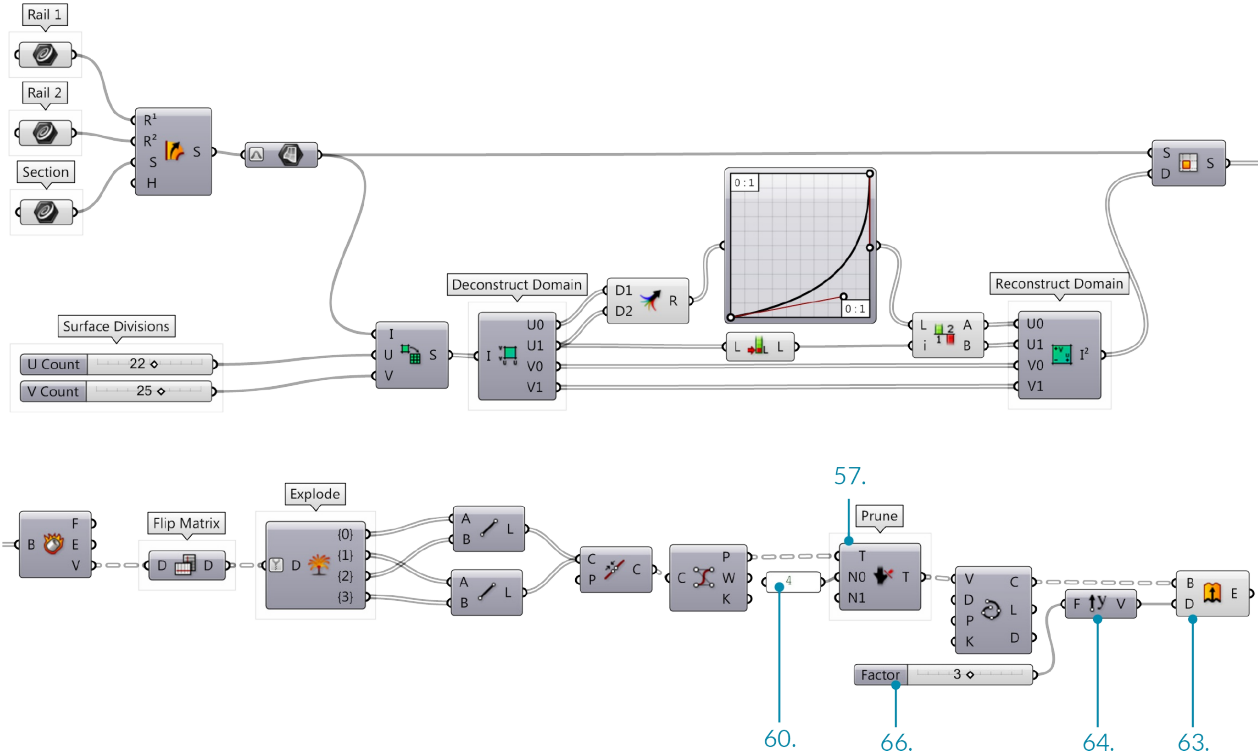 Rail 1
Rail 2
Section
R¹
R²
S
H
S
S
D
S
0 : 1
0 : 1
Deconstruct Domain
D1
D2
R
Reconstruct Domain
Surface Divisions
U Count
22
V Count
25
I
U
V
S
I
U0
U1
V0
V1
L
L
L
i
A
B
U0
U1
V0
V1
I²
57.
B
F
E
V
Flip Matrix
D
D
Explode
D
{0}
{1}
{2}
{3}
A
B
L
A
B
L
C
P
C
C
P
W
K
4
Prune
T
N0
N1
T
V
D
P
K
C
L
D
F
y
V
B
D
E
Factor
3
60.
66.
64.
63.